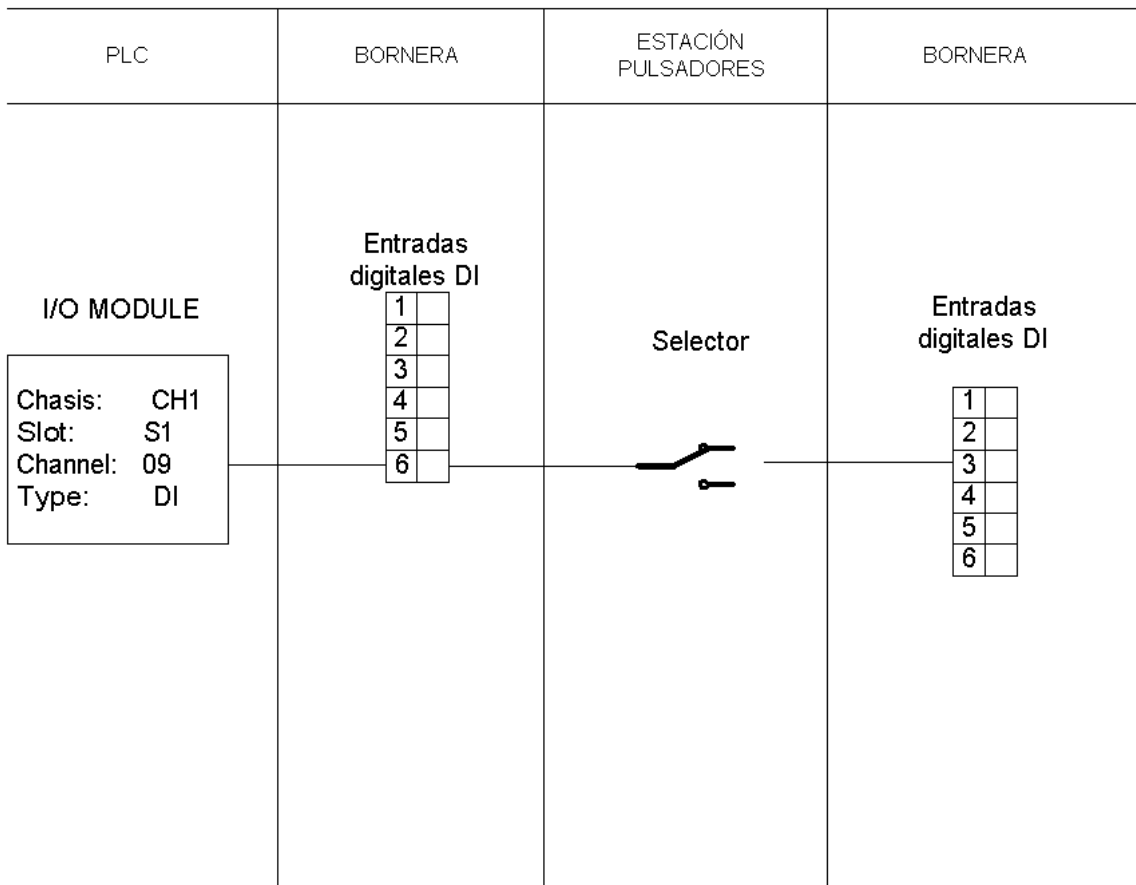 PLC
BORNERA
ESTACIÓN
PULSADORES
BORNERA
I/O MODULE
Chasis: CH1
Slot: S1
Channel: 09
Type: DI
Entradas
digitales DI
1
2
3
4
5
6
Selector
Entradas
digitales DI
1
2
3
4
5
6